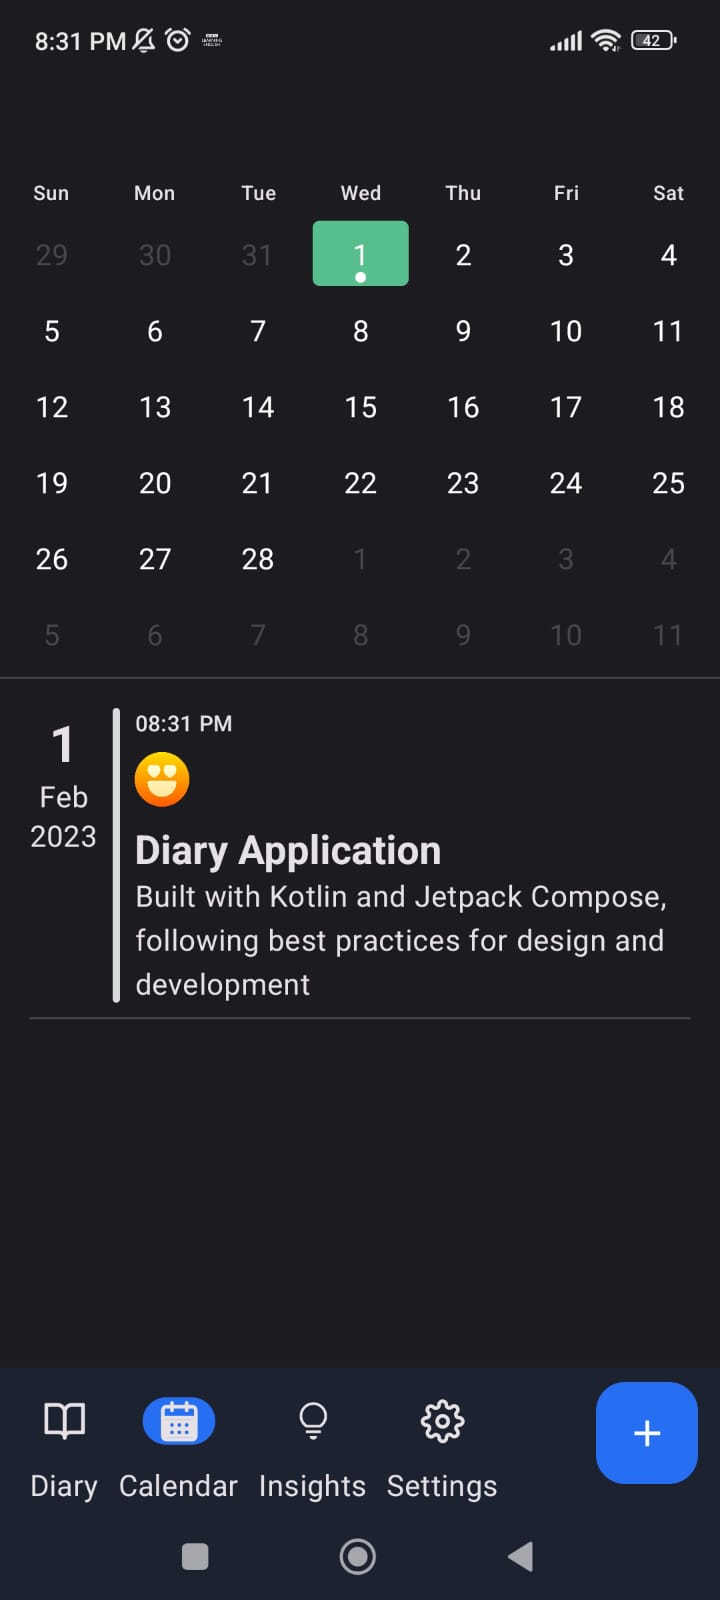 8:31 PM
42
Sun Mon Tue Wed Thu Fri Sat
29 30 31 1 2 3 4
5 6 7 8 9 10 11
12 13 14 15 16 17 18
19 20 21 22 23 24 25
26 27 28 1 2 3 4
5 6 7 8 9 10 11
1
Feb
2023
08:31 PM
Diary Application
Built with Kotlin and Jetpack Compose,
following best practices for design and
development
Diary Calendar Insights Settings